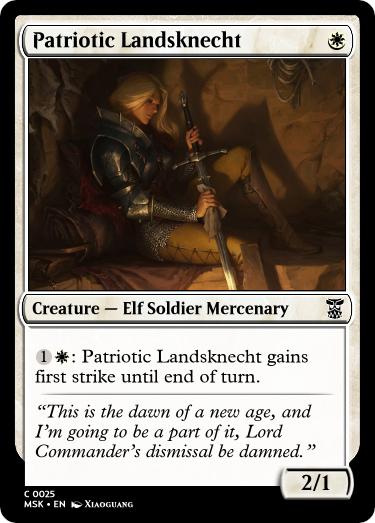 Patriotic Landsknecht
Creature — Elf Soldier Mercenary
1: Patriotic Landsknecht gains
first strike until end of turn.
“This is the dawn of a new age, and
I’m going to be a part of it, Lord
Commander’s dismissal be damned.”
2/1
C 0025
MSK • EN Xiaoguang